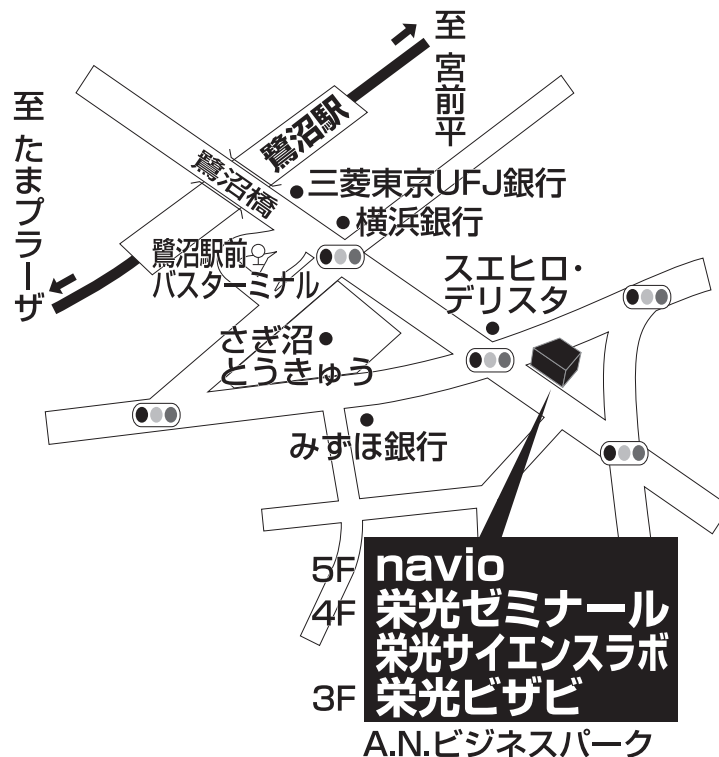 至 宮前平
至 たまプラーザ
鷺沼駅
鷺沼橋
三菱東京UFJ銀行
横浜銀行
鷺沼駅前
バスターミナル
スエヒロ・
デリスタ
さぎ沼
とうきゅう
みずほ銀行
5F navio
4F 栄光ゼミナール
栄光サイエンスラボ
3F 栄光ビザビ
A.N.ビジネスパーク